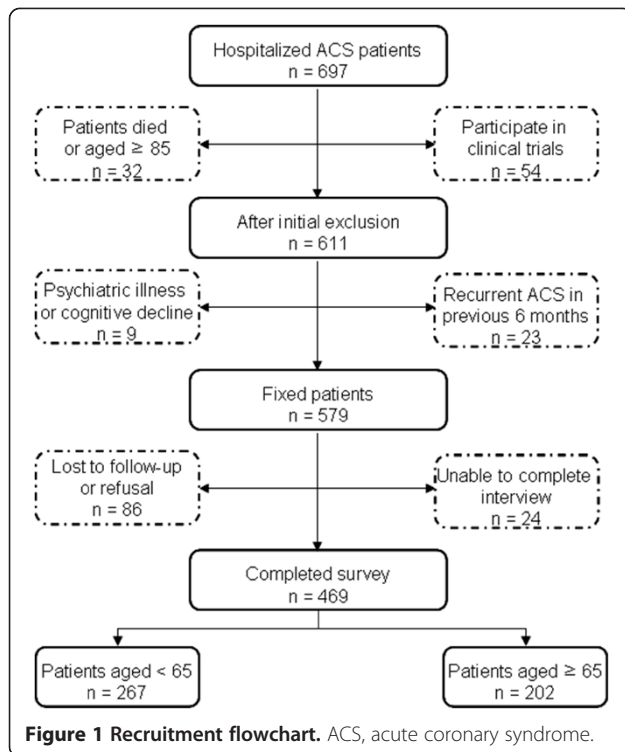 Hospitalized ACS patients
n = 697
Patients died
or aged ≥ 85
n = 32
Participate in
clinical trials
n = 54
After initial exclusion
n = 611
Psychiatric illness
or cognitive decline
n = 9
Recurrent ACS in
previous 6 months
n = 23
Fixed patients
n = 579
Lost to follow-up
or refusal
n = 86
Unable to complete
interview
n = 24
Completed survey
n = 469
Patients aged < 65
n = 267
Patients aged ≥ 65
n = 202
Figure 1 Recruitment flowchart. ACS, acute coronary syndrome.